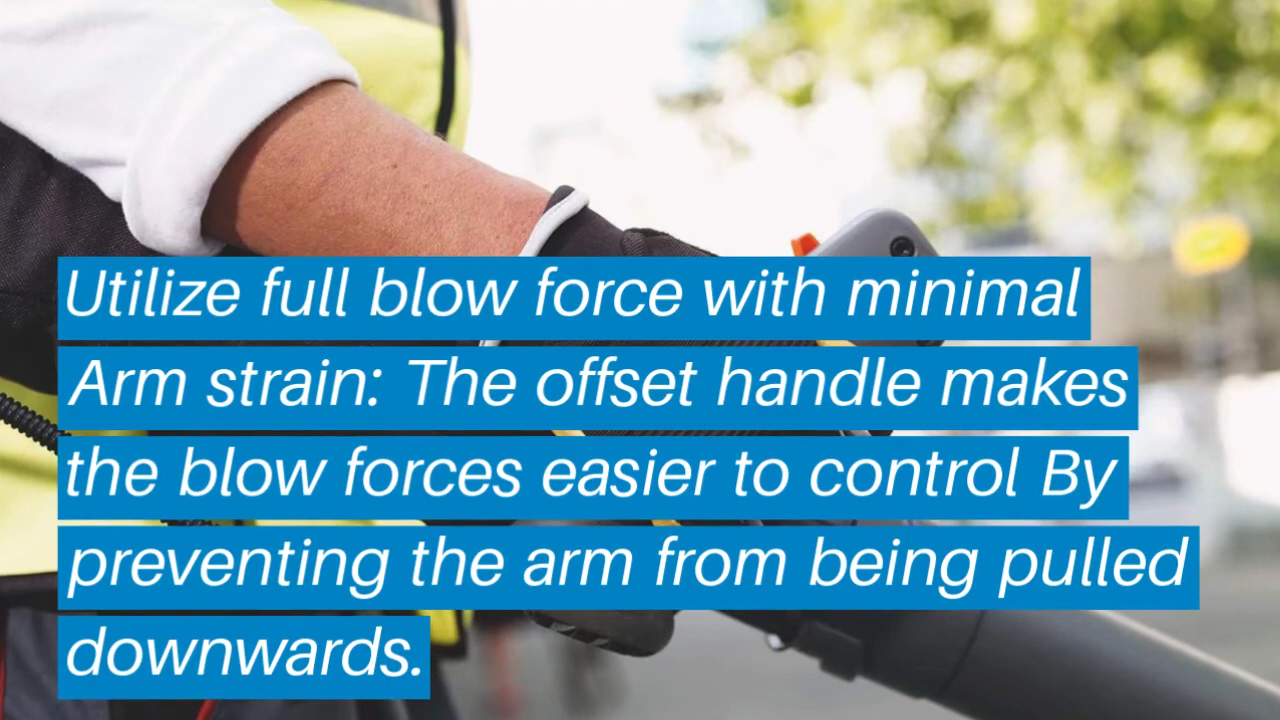 Utilize full blow force with minimal
Arm strain: The offset handle makes
the blow forces easier to control By
preventing the arm from being pulled
downwards.